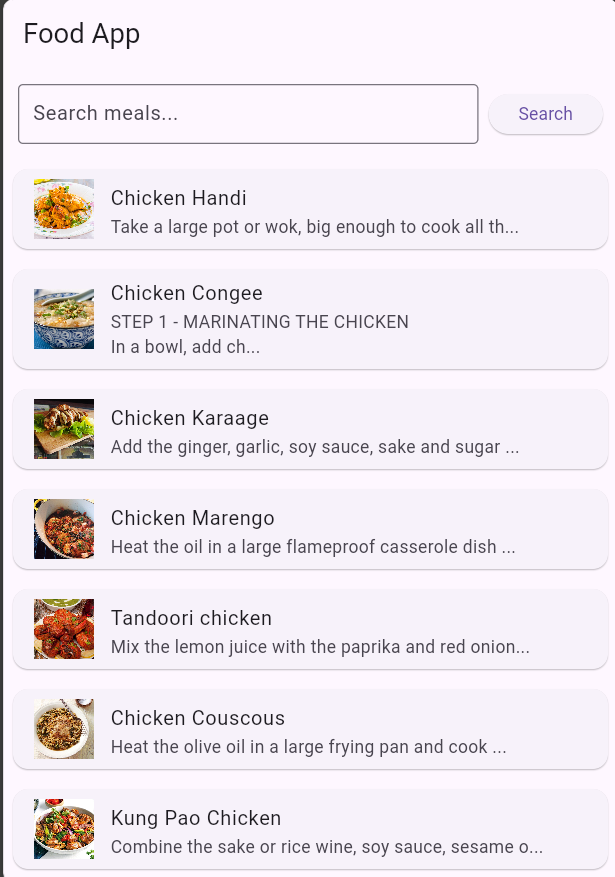 Food App
Search meals...
Search
Chicken Handi
Take a large pot or wok, big enough to cook all th...
Chicken Congee
STEP 1 - MARINATING THE CHICKEN
In a bowl, add ch...
Chicken Karaage
Add the ginger, garlic, soy sauce, sake and sugar ...
Chicken Marengo
Heat the oil in a large flameproof casserole dish ...
Tandoori chicken
Mix the lemon juice with the paprika and red onion...
Chicken Couscous
Heat the olive oil in a large frying pan and cook ...
Kung Pao Chicken
Combine the sake or rice wine, soy sauce, sesame o...